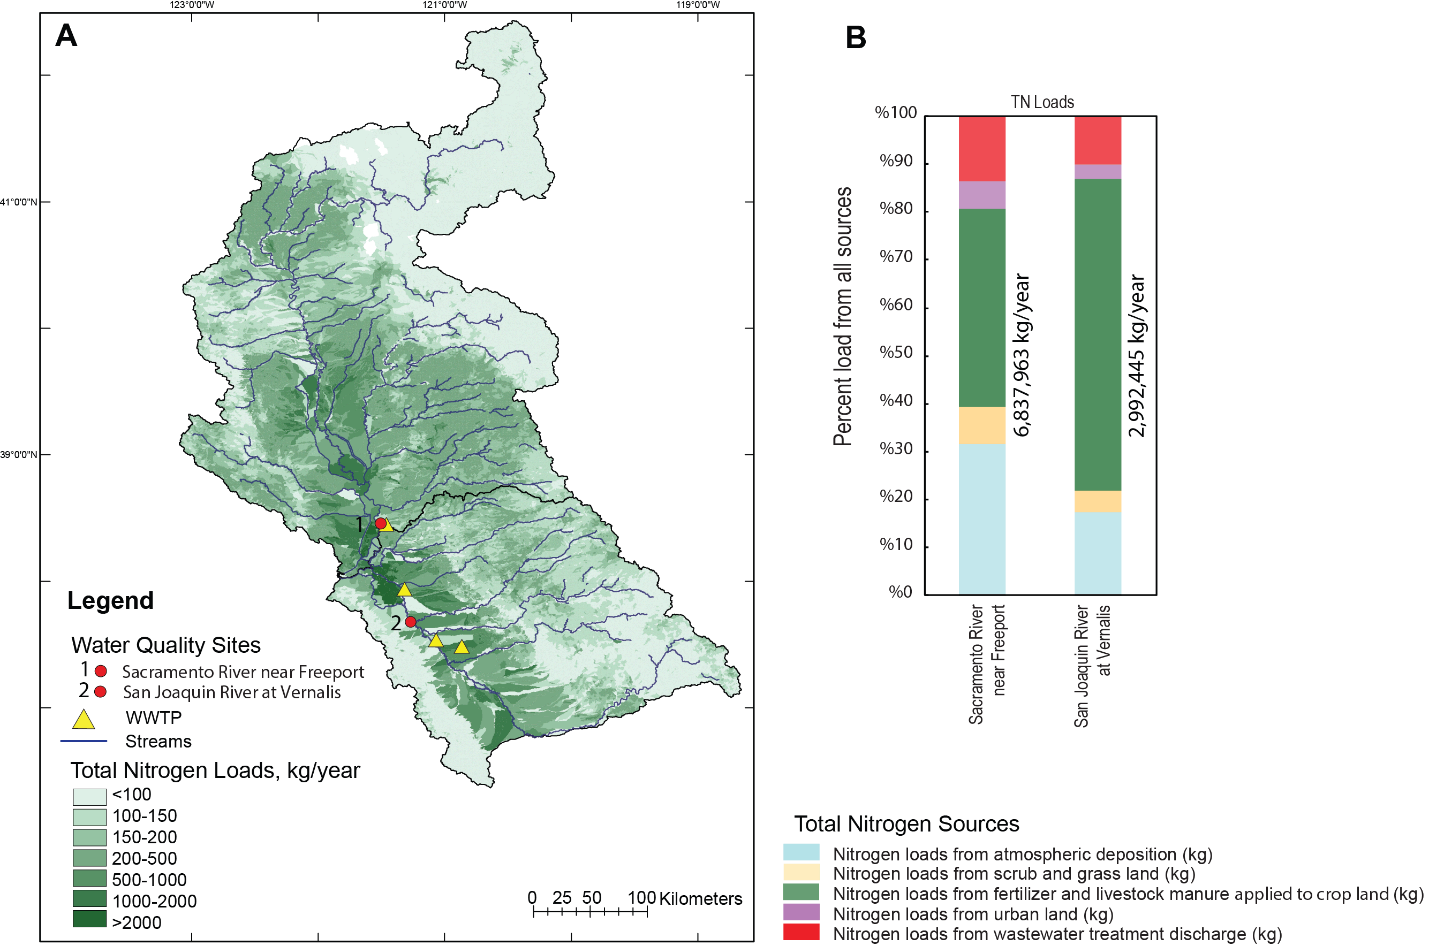 123°0'0"W
121°0'0"W
119°0'0"W
A
41°0'0"N
39°0'0"N
1
2
Legend
Water Quality Sites
1 Sacramento River near Freeport
2 San Joaquin River at Vernalis
WWTP
Streams
Total Nitrogen Loads, kg/year
<100
100-150
150-200
200-500
500-1000
1000-2000
>2000
0 25 50 100 Kilometers
B
TN Loads
Percent load from all sources
%100
%90
%80
%70
%60
%50
%40
%30
%20
%10
%0
6,837,963 kg/year
2,992,445 kg/year
Sacramento River
near Freeport
San Joaquin River
at Vernalis
Total Nitrogen Sources
Nitrogen loads from atmospheric deposition (kg)
Nitrogen loads from scrub and grass land (kg)
Nitrogen loads from fertilizer and livestock manure applied to crop land (kg)
Nitrogen loads from urban land (kg)
Nitrogen loads from wastewater treatment discharge (kg)